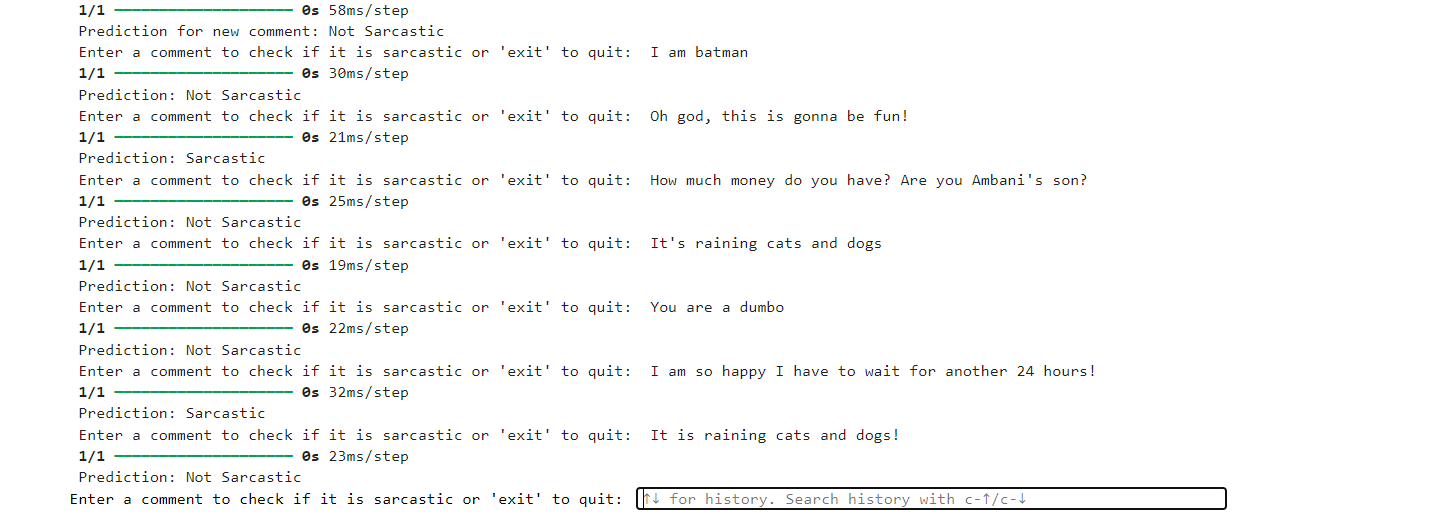 1/1 ━━━━━━━━━━━━━━━━━━━━ 0s 58ms/step
Prediction for new comment: Not Sarcastic
Enter a comment to check if it is sarcastic or 'exit' to quit:  I am batman
1/1 ━━━━━━━━━━━━━━━━━━━━ 0s 30ms/step
Prediction: Not Sarcastic
Enter a comment to check if it is sarcastic or 'exit' to quit:  Oh god, this is gonna be fun!
1/1 ━━━━━━━━━━━━━━━━━━━━ 0s 21ms/step
Prediction: Sarcastic
Enter a comment to check if it is sarcastic or 'exit' to quit:  How much money do you have? Are you Ambani's son?
1/1 ━━━━━━━━━━━━━━━━━━━━ 0s 25ms/step
Prediction: Not Sarcastic
Enter a comment to check if it is sarcastic or 'exit' to quit:  It's raining cats and dogs
1/1 ━━━━━━━━━━━━━━━━━━━━ 0s 19ms/step
Prediction: Not Sarcastic
Enter a comment to check if it is sarcastic or 'exit' to quit:  You are a dumbo
1/1 ━━━━━━━━━━━━━━━━━━━━ 0s 22ms/step
Prediction: Not Sarcastic
Enter a comment to check if it is sarcastic or 'exit' to quit:  I am so happy I have to wait for another 24 hours!
1/1 ━━━━━━━━━━━━━━━━━━━━ 0s 32ms/step
Prediction: Sarcastic
Enter a comment to check if it is sarcastic or 'exit' to quit:  It is raining cats and dogs!
1/1 ━━━━━━━━━━━━━━━━━━━━ 0s 23ms/step
Prediction: Not Sarcastic
Enter a comment to check if it is sarcastic or 'exit' to quit:  ↑↓ for history. Search history with c-↑/c-↓